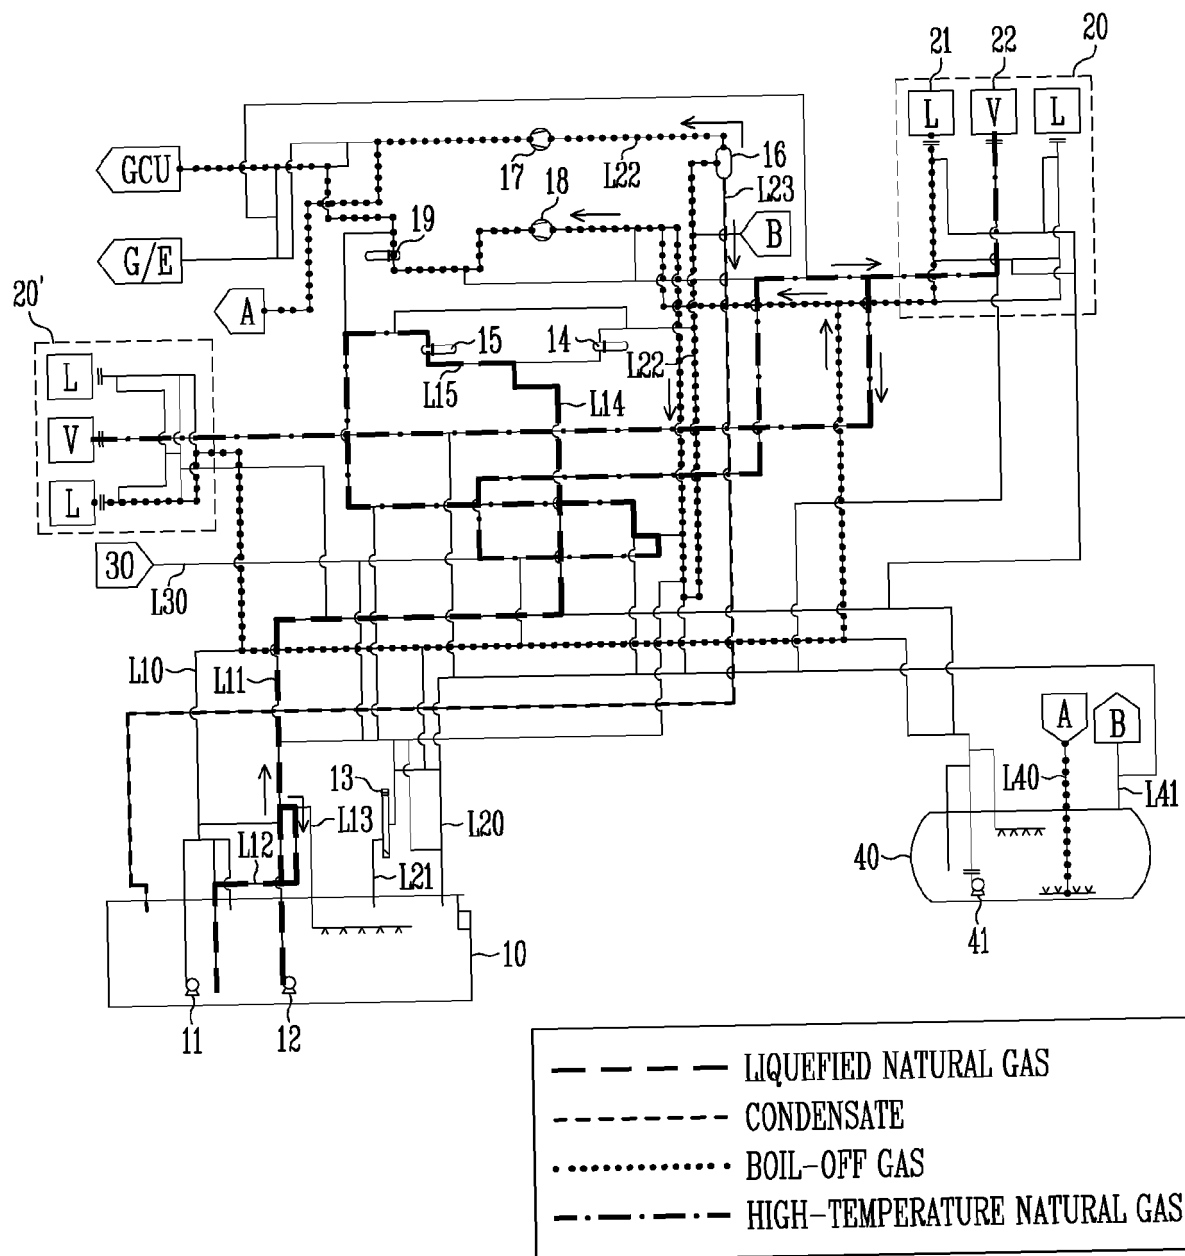 21 22 20
L V L
GCU
17 L22 16
18 L23
19 B
G/E
A
20'
15 14
L15 L22
L14
L
V
L
30
L30
L10 L11
13 A B
L40 L41
L13 L20
L12 40
L21
10 41
11 12
LIQUEFIED NATURAL GAS
CONDENSATE
BOIL-OFF GAS
HIGH-TEMPERATURE NATURAL GAS